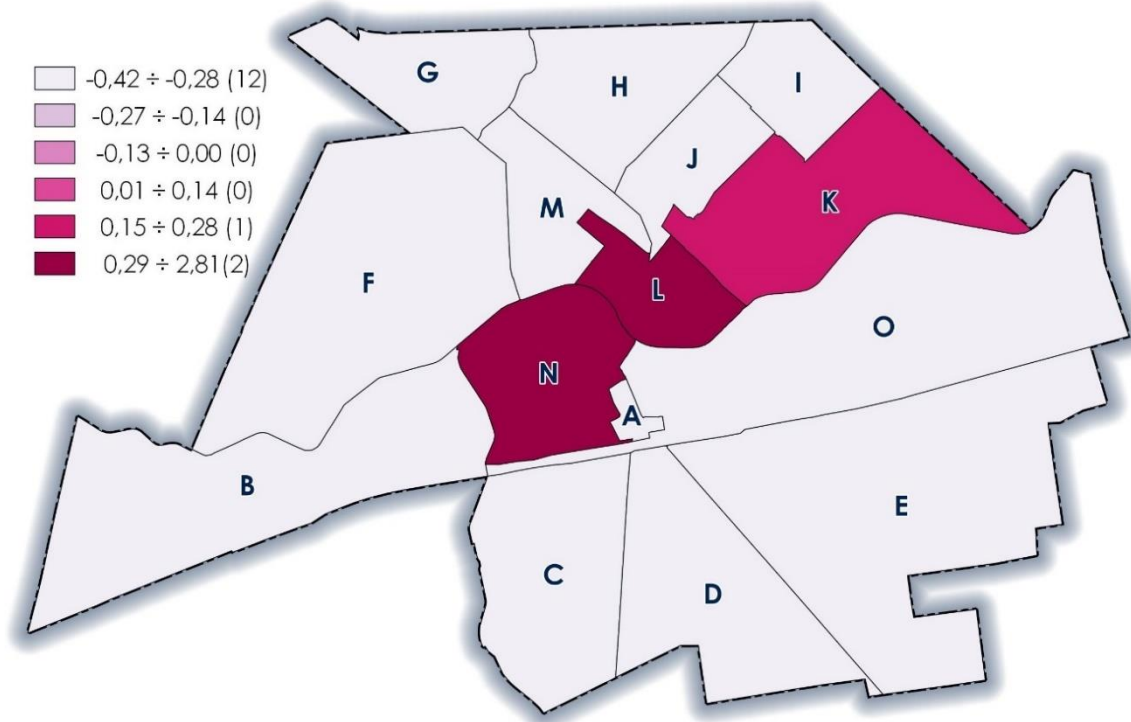 -0,42 ÷ -0,28 (12)
-0,27 ÷ -0,14 (0)
-0,13 ÷ 0,00 (0)
0,01 ÷ 0,14 (0)
0,15 ÷ 0,28 (1)
0,29 ÷ 2,81(2)
G
H
I
J
K
M
L
F
O
N
A
B
E
C
D